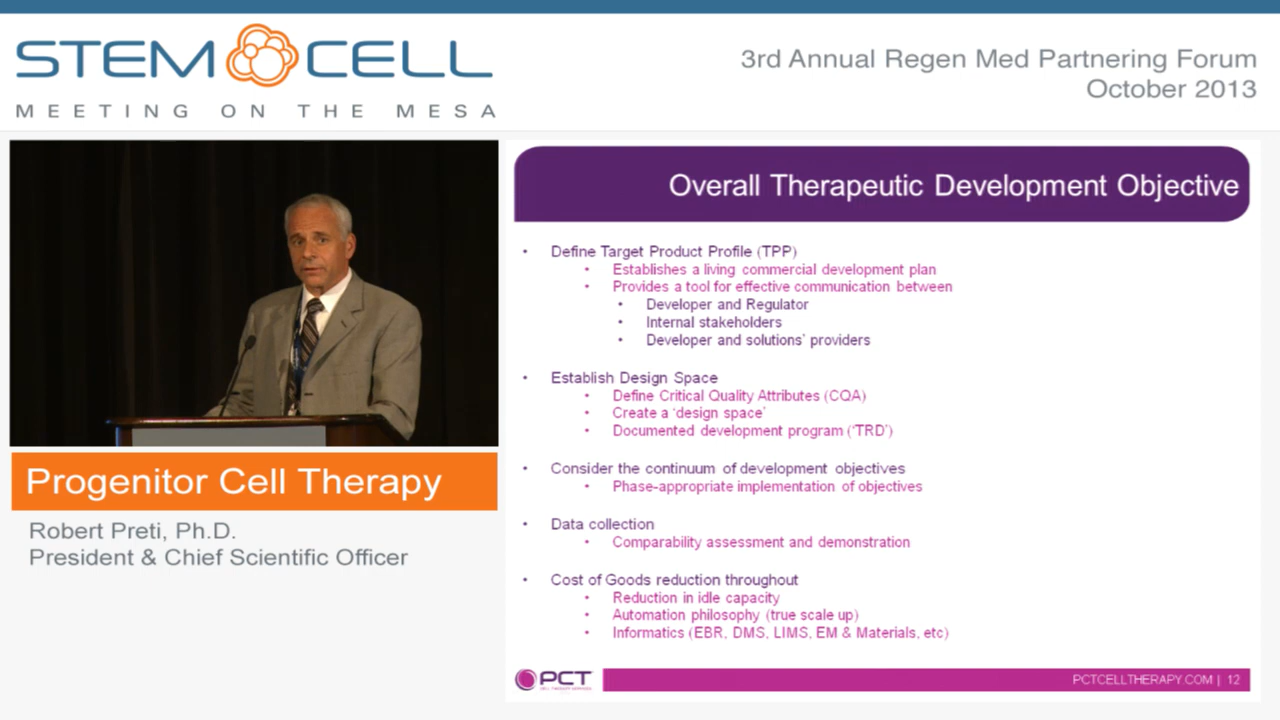 STEM CELL
MEETING ON THE MESA
3rd Annual Regen Med Partnering Forum
October 2013
Progenitor Cell Therapy
Robert Preti, Ph.D.
President & Chief Scientific Officer
Overall Therapeutic Development Objective
• Define Target Product Profile (TPP)
• Establishes a living commercial development plan
• Provides a tool for effective communication between
• Developer and Regulator
• Internal stakeholders
• Developer and solutions' providers
• Establish Design Space
• Define Critical Quality Attributes (CQA)
• Create a 'design space'
• Documented development program ('TRD')
• Consider the continuum of development objectives
• Phase-appropriate implementation of objectives
• Data collection
• Comparability assessment and demonstration
• Cost of Goods reduction throughout
• Reduction in idle capacity
• Automation philosophy (true scale up)
• Informatics (EBR, DMS, LIMS, EM & Materials, etc)
PCT
CELL THERAPY SERVICES
PCTCELLTHERAPY.COM | 12